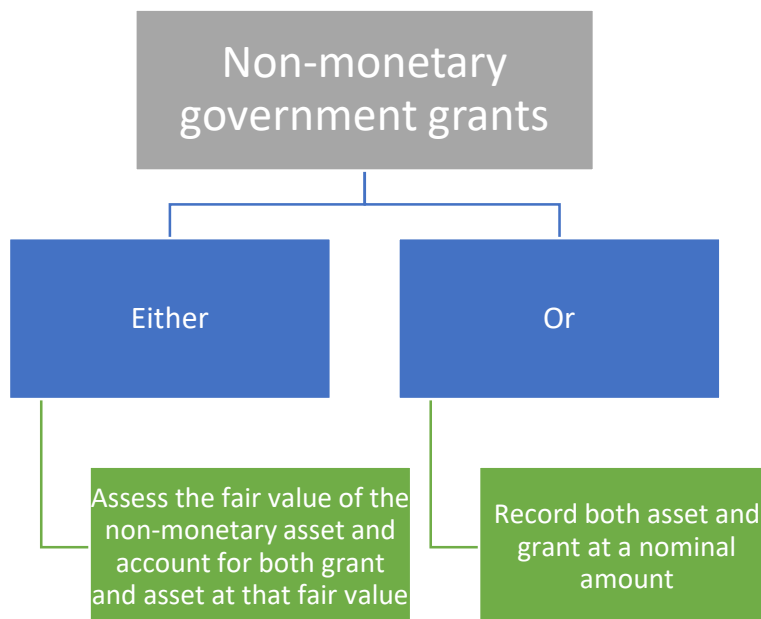 Non-monetary
government grants
Either
Or
Assess the fair value of the
non-monetary asset and
account for both grant
and asset at that fair value
Record both asset and
grant at a nominal
amount